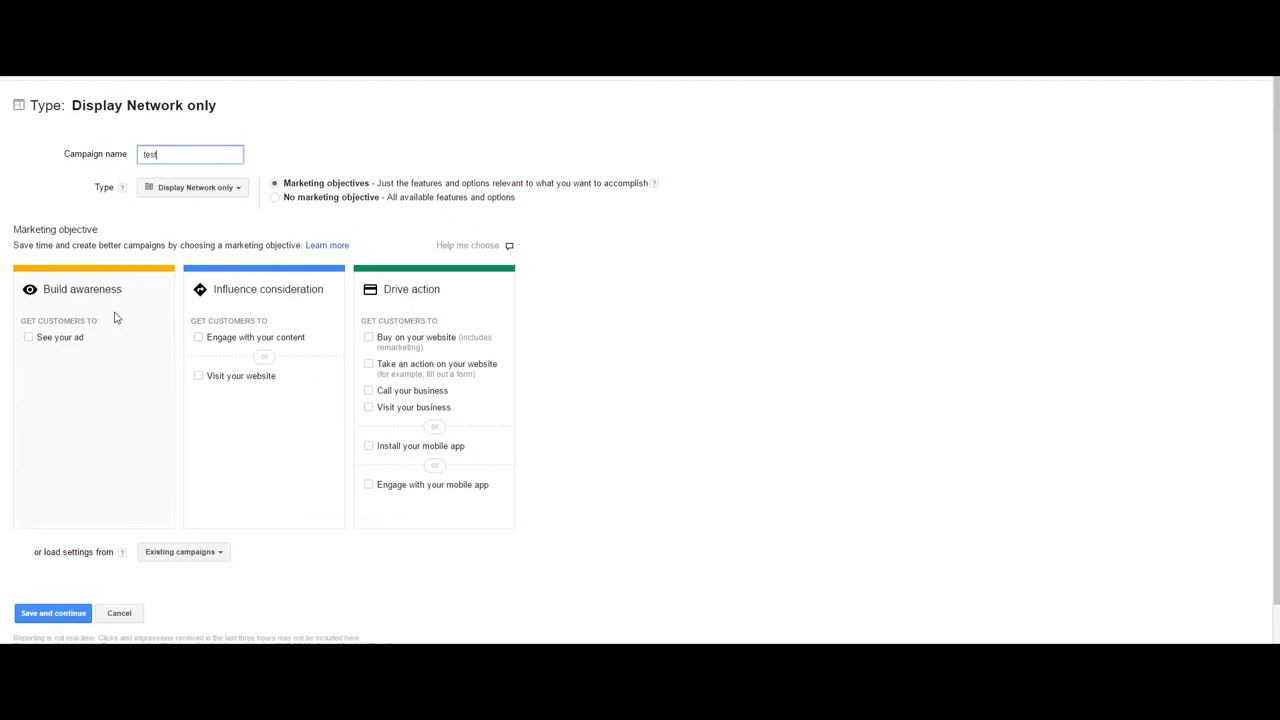 Type: Display Network only
Campaign name test
Type ? Display Network only
Marketing objectives - Just the features and options relevant to what you want to accomplish ?
No marketing objective - All available features and options
Marketing objective
Save time and create better campaigns by choosing a marketing objective. Learn more
Help me choose
Build awareness
GET CUSTOMERS TO:
See your ad
Influence consideration
GET CUSTOMERS TO:
Engage with your content
or
Visit your website
Drive action
GET CUSTOMERS TO:
Buy on your website (includes
remarketing)
Take an action on your website
(for example, fill out a form)
Call your business
Visit your business
or
Install your mobile app
or
Engage with your mobile app
or load settings from ? Existing campaigns
Save and continue
Cancel
Reporting is not real-time. Clicks and impressions received in the last three hours may not be included here.